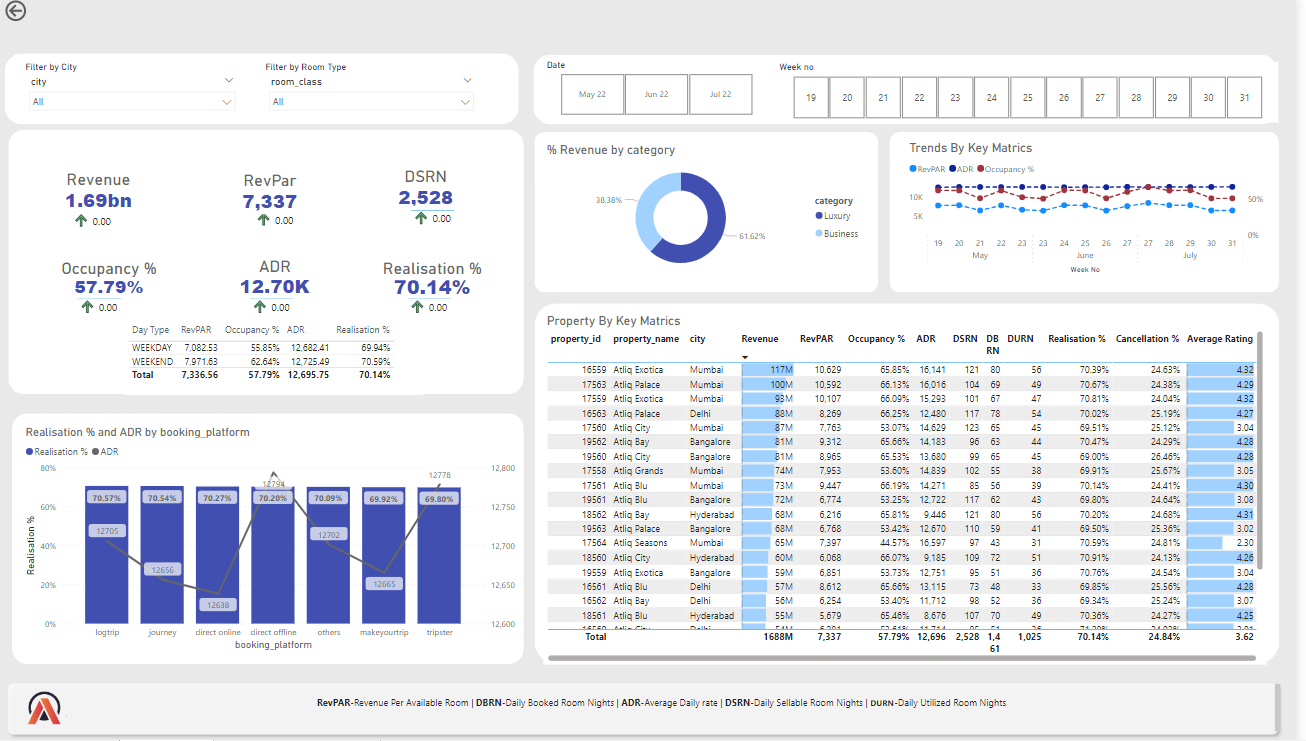 Filter by City
city
All
Filter by Room Type
room_class
All
Date
May 22 Jun 22 Jul 22
Week no
19 20 21 22 23 24 25 26 27 28 29 30 31
Revenue
1.69bn
0.00
RevPar
7,337
0.00
DSRN
2,528
0.00
Occupancy %
57.79%
0.00
ADR
12.70K
0.00
Realisation %
70.14%
0.00
Day Type RevPAR Occupancy % ADR Realisation %
WEEKDAY 7,082.53 55.85% 12,682.41 69.94%
WEEKEND 7,971.63 62.64% 12,725.49 70.59%
Total 7,336.56 57.79% 12,695.75 70.14%
% Revenue by category
38.38%
61.62%
category
Luxury
Business
Trends By Key Matrics
RevPAR ADR Occupancy %
10K
5K
50%
0%
19 20 21 22 23 23 24 25 26 27 27 28 29 30 31
May June July
Week No
Realisation % and ADR by booking_platform
Realisation % ADR
80%
60%
40%
20%
0%
Realisation %
12,800
12,750
12,700
12,650
12,600
70.57% 70.54% 70.27% 70.20% 70.09% 69.92% 69.80%
12705 12656 12638 12794 12702 12665 12778
logtrip journey direct online direct offline others makeyourtrip tripster
booking_platform
Property By Key Matrics
property_id property_name city Revenue RevPAR Occupancy % ADR DSRN DB RN DURN Realisation % Cancellation % Average Rating
16559 Atliq Exotica Mumbai 117M 10,629 65.85% 16,141 121 80 56 70.39% 24.63% 4.32
17563 Atliq Palace Mumbai 100M 10,592 66.13% 16,016 104 69 49 70.67% 24.38% 4.29
17559 Atliq Exotica Mumbai 93M 10,107 66.09% 15,293 101 67 47 70.81% 24.04% 4.32
16563 Atliq Palace Delhi 88M 8,269 66.25% 12,480 117 78 54 70.02% 25.19% 4.27
17560 Atliq City Mumbai 87M 7,763 53.07% 14,629 123 65 45 69.51% 25.12% 3.04
19562 Atliq Bay Bangalore 81M 9,312 65.66% 14,183 96 63 44 70.47% 24.29% 4.28
19560 Atliq City Bangalore 81M 8,965 65.53% 13,680 99 65 45 69.00% 26.46% 4.28
17558 Atliq Grands Mumbai 74M 7,953 53.60% 14,839 102 55 38 69.91% 25.67% 3.05
17561 Atliq Blu Mumbai 73M 9,447 66.19% 14,271 85 56 39 70.14% 24.41% 4.30
19561 Atliq Blu Bangalore 72M 6,774 53.25% 12,722 117 62 43 69.80% 24.64% 3.08
18562 Atliq Bay Hyderabad 68M 6,216 65.81% 9,446 121 80 56 70.20% 24.68% 4.31
19563 Atliq Palace Bangalore 68M 6,768 53.42% 12,670 110 59 41 69.50% 25.36% 3.02
17564 Atliq Seasons Mumbai 65M 7,397 44.57% 16,597 97 43 31 70.59% 24.81% 2.30
18560 Atliq City Hyderabad 60M 6,068 66.07% 9,185 109 72 51 70.91% 24.13% 4.26
19559 Atliq Exotica Bangalore 59M 6,851 53.73% 12,751 95 51 36 70.76% 24.54% 3.04
16561 Atliq Blu Delhi 57M 8,612 65.66% 13,115 73 48 33 69.85% 25.56% 4.28
16562 Atliq Bay Delhi 56M 6,254 53.40% 11,712 98 52 36 69.34% 25.24% 3.07
18561 Atliq Blu Hyderabad 55M 5,679 65.46% 8,676 107 70 49 70.36% 24.27% 4.25
Total 1688M 7,337 57.79% 12,696 2,528 1,4 61 1,025 70.14% 24.84% 3.62
RevPAR-Revenue Per Available Room | DBRN-Daily Booked Room Nights | ADR-Average Daily rate | DSRN-Daily Sellable Room Nights | DURN-Daily Utilized Room Nights